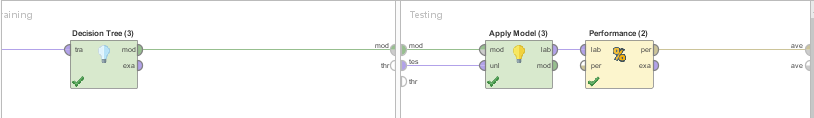 raining
Decision Tree (3)
tra mod
exa
mod
thr
Testing
mod
tes
thr
Apply Model (3)
mod lab
unl mod
Performance (2)
lab per
per exa
ave
ave